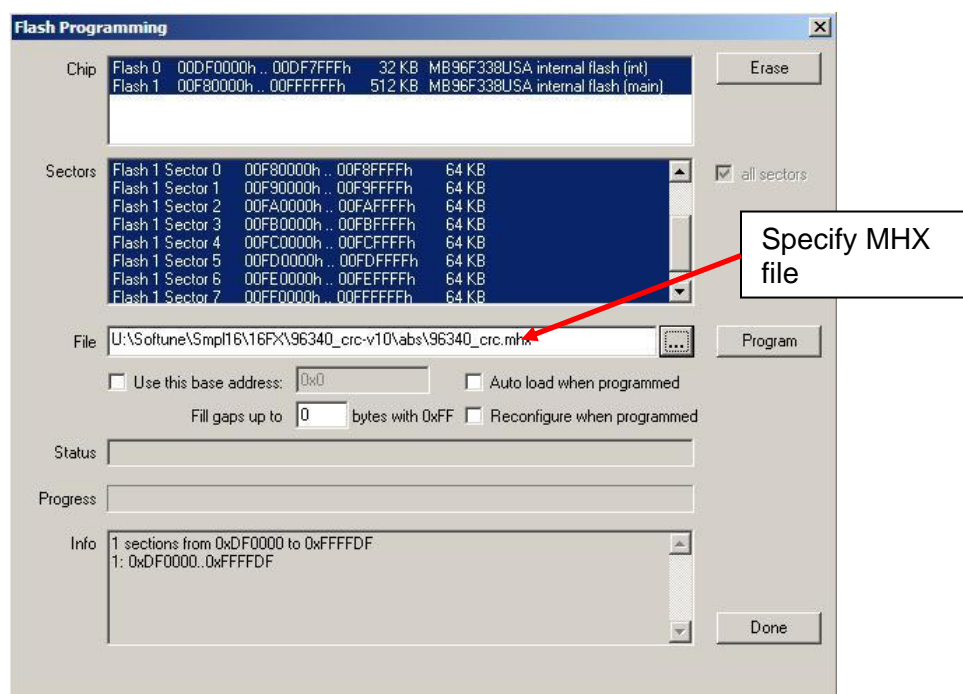 Flash Programming
Chip
Flash 0 00DF0000h .. 00DF7FFFh 32 KB MB96F338USA internal flash (int)
Flash 1 00F80000h .. 00FFFFFFh 512 KB MB96F338USA internal flash (main)
Erase
Sectors
Flash 1 Sector 0 00F80000h .. 00F8FFFFh 64 KB
Flash 1 Sector 1 00F90000h .. 00F9FFFFh 64 KB
Flash 1 Sector 2 00FA0000h .. 00FAFFFFh 64 KB
Flash 1 Sector 3 00FB0000h .. 00FBFFFFh 64 KB
Flash 1 Sector 4 00FC0000h .. 00FCFFFFh 64 KB
Flash 1 Sector 5 00FD0000h .. 00FDFFFFh 64 KB
Flash 1 Sector 6 00FE0000h .. 00FEFFFFh 64 KB
Flash 1 Sector 7 00FF0000h .. 00FFFFFFh 64 KB
all sectors
Specify MHX
file
File
U:\Softune\Smpl16\16FX\96340_crc-v10\abs\96340_crc.mhx
...
Program
Use this base address: 0x0
Auto load when programmed
Fill gaps up to 0 bytes with 0xFF
Reconfigure when programmed
Status
Progress
Info
1 sections from 0xDF0000 to 0xFFFFDF
1: 0xDF0000..0xFFFFDF
Done